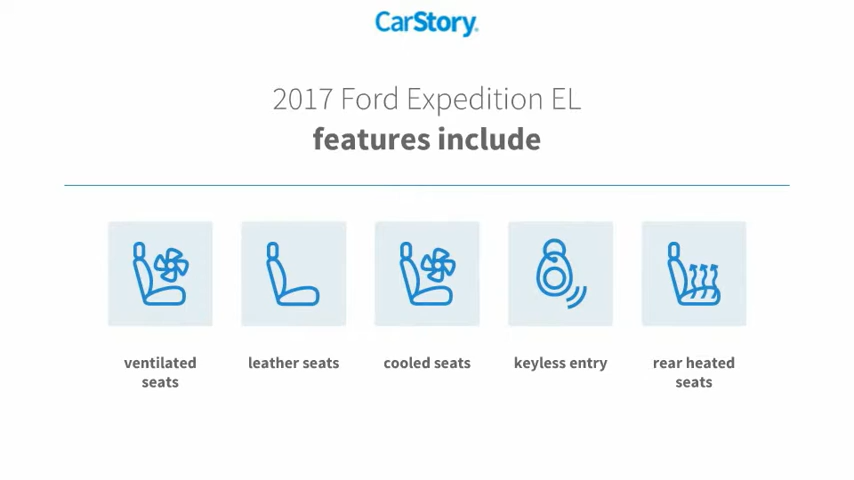 CarStory
2017 Ford Expedition EL
features include
ventilated
seats
leather seats
cooled seats
keyless entry
rear heated
seats